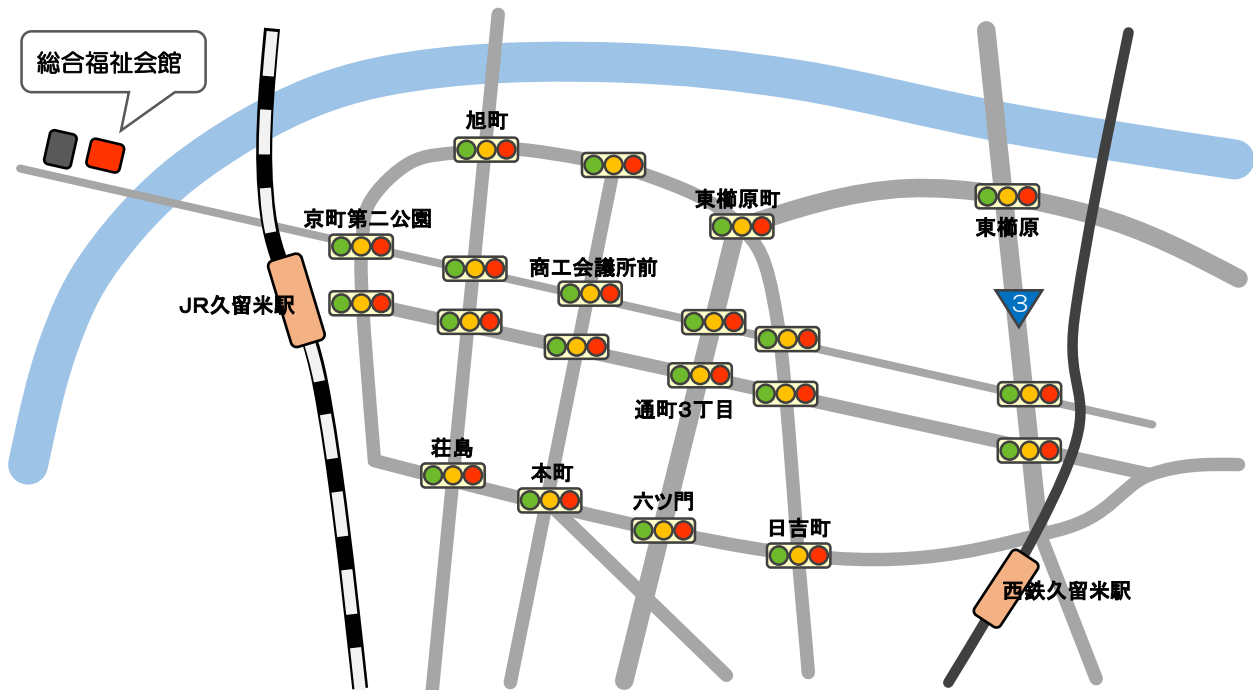 総合福祉会館
旭町
東櫛原町
京町第二公園
東櫛原
商工会議所前
JR久留米駅
3
通町3丁目
荘島
本町
六ツ門
日吉町
西鉄久留米駅